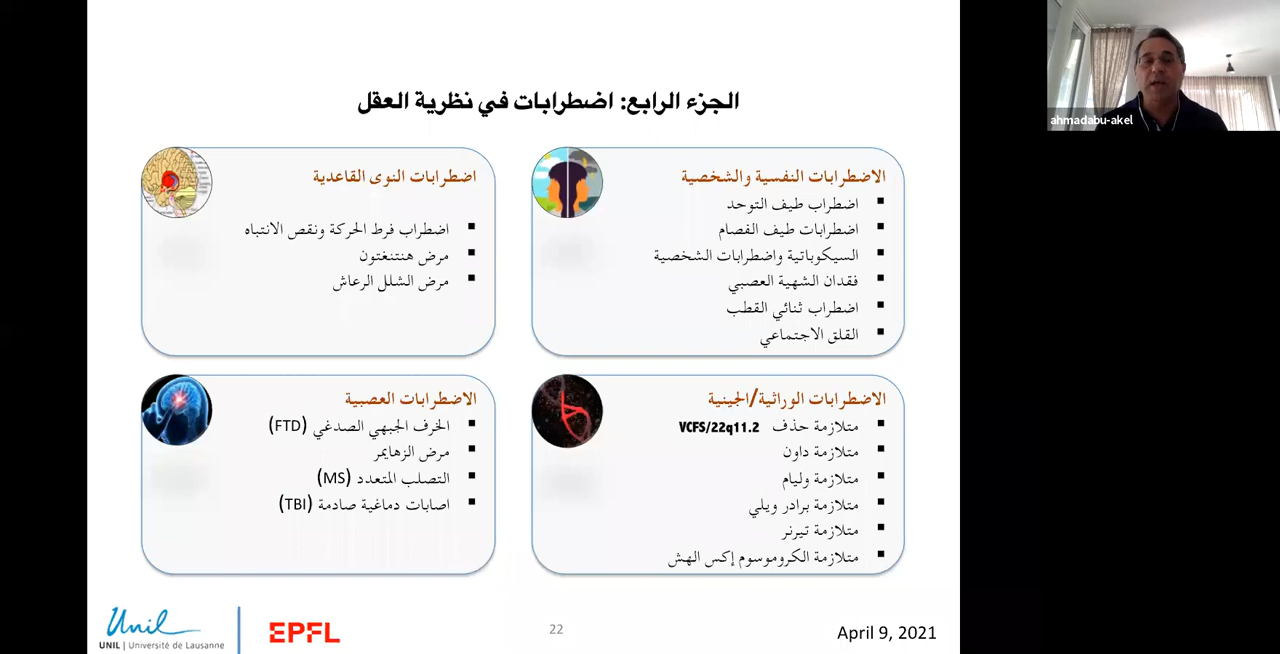 الجزء الرابع: اضطرابات في نظرية العقل
الاضطرابات النفسية والشخصية
اضطراب طيف التوحد
اضطرابات طيف الفصام
السيكوباتية واضطرابات الشخصية
فقدان الشهية العصبي
اضطراب ثنائي القطب
القلق الاجتماعي
اضطرابات النوى القاعدية
اضطراب فرط الحركة ونقص الانتباه
مرض هنتنغتون
مرض الشلل الرعاش
الاضطرابات الوراثية/الجينية
متلازمة حذف VCFS/22q11.2
متلازمة داون
متلازمة وليام
متلازمة برادر ويلي
متلازمة تيرنر
متلازمة الكروموسوم إكس الهش
الاضطرابات العصبية
الخرف الجبهي الصدغي (FTD)
مرض الزهايمر
التصلب المتعدد (MS)
اصابات دماغية صادمة (TBI)
Unil
UNIL | Université de Lausanne
EPFL
22
April 9, 2021
ahmadabu-akel